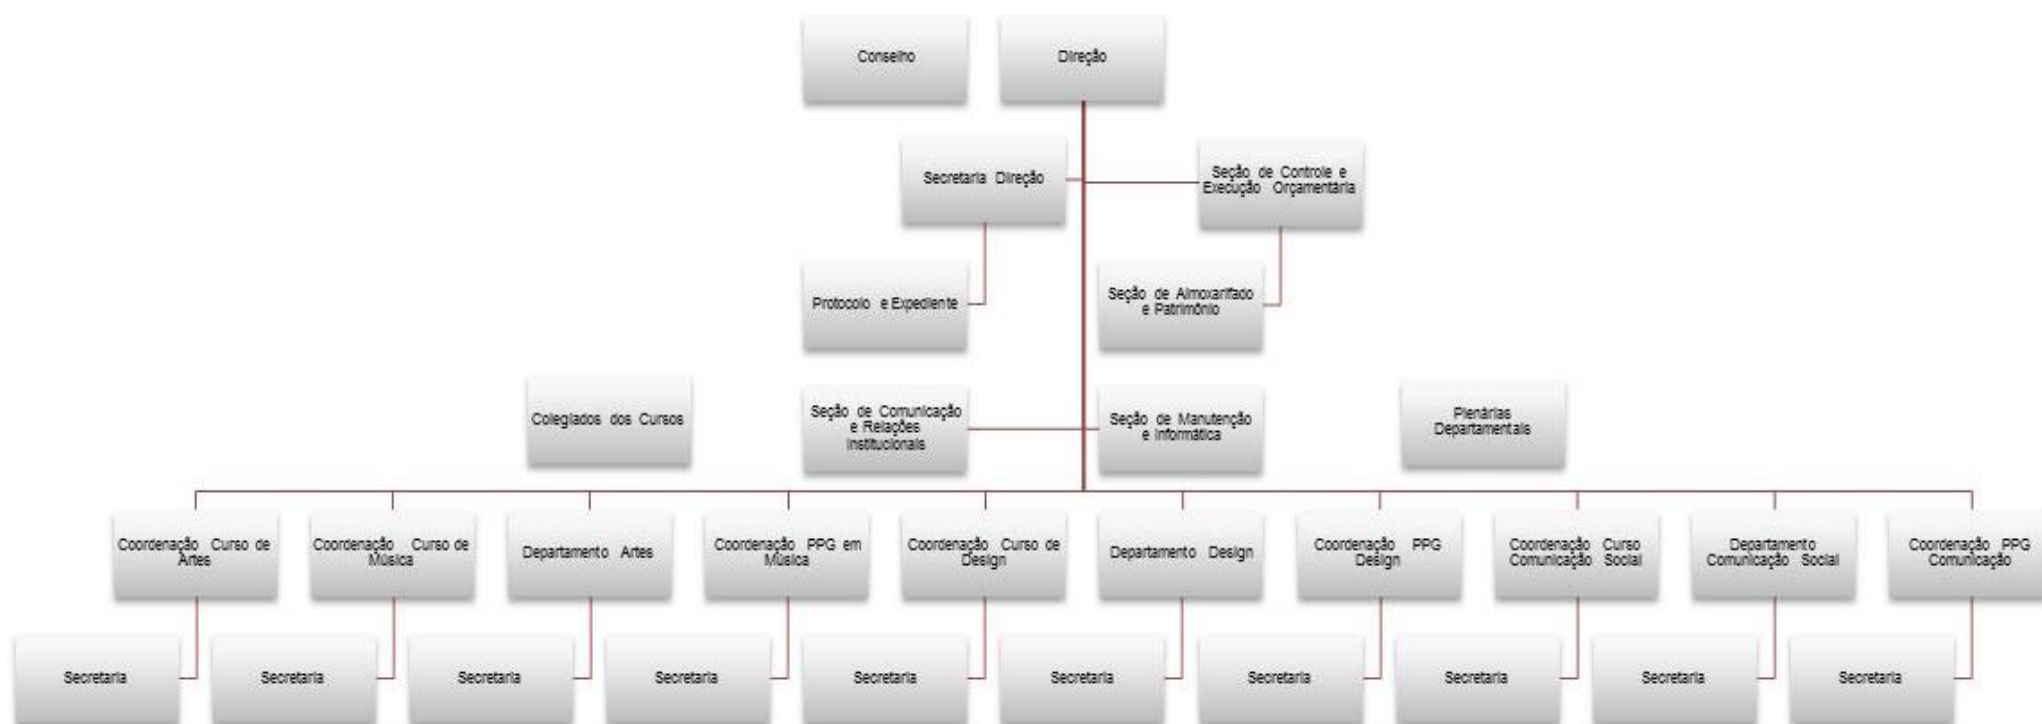 Conselho
Direção
Secretaria Direção
Seção de Controle e
Execução Orçamentária
Protocolo e Expediente
Seção de Almoxarifado
e Patrimônio
Colegiados dos Cursos
Seção de Comunicação
e Relações
Institucionais
Seção de Manutenção
e Informática
Plenárias
Departamentais
Coordenação Curso de
Artes
Coordenação Curso de
Música
Departamento Artes
Coordenação PPG em
Música
Coordenação Curso de
Design
Departamento Design
Coordenação PPG
Design
Coordenação Curso
Comunicação Social
Departamento
Comunicação Social
Coordenação PPG
Comunicação
Secretaria
Secretaria
Secretaria
Secretaria
Secretaria
Secretaria
Secretaria
Secretaria
Secretaria
Secretaria